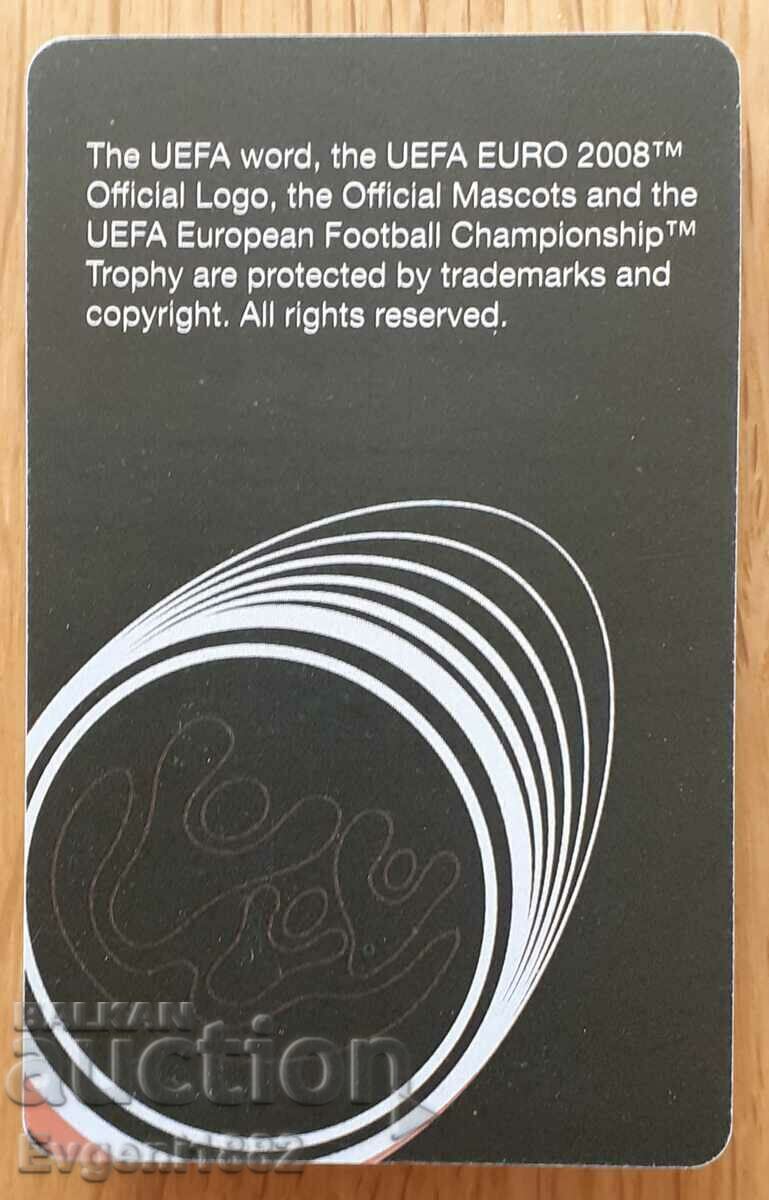 The UEFA word, the UEFA EURO 2008™
Official Logo, the Official Mascots and the
UEFA European Football Championship™
Trophy are protected by trademarks and
copyright. All rights reserved.
BALKAN
auction
Evgeni1882